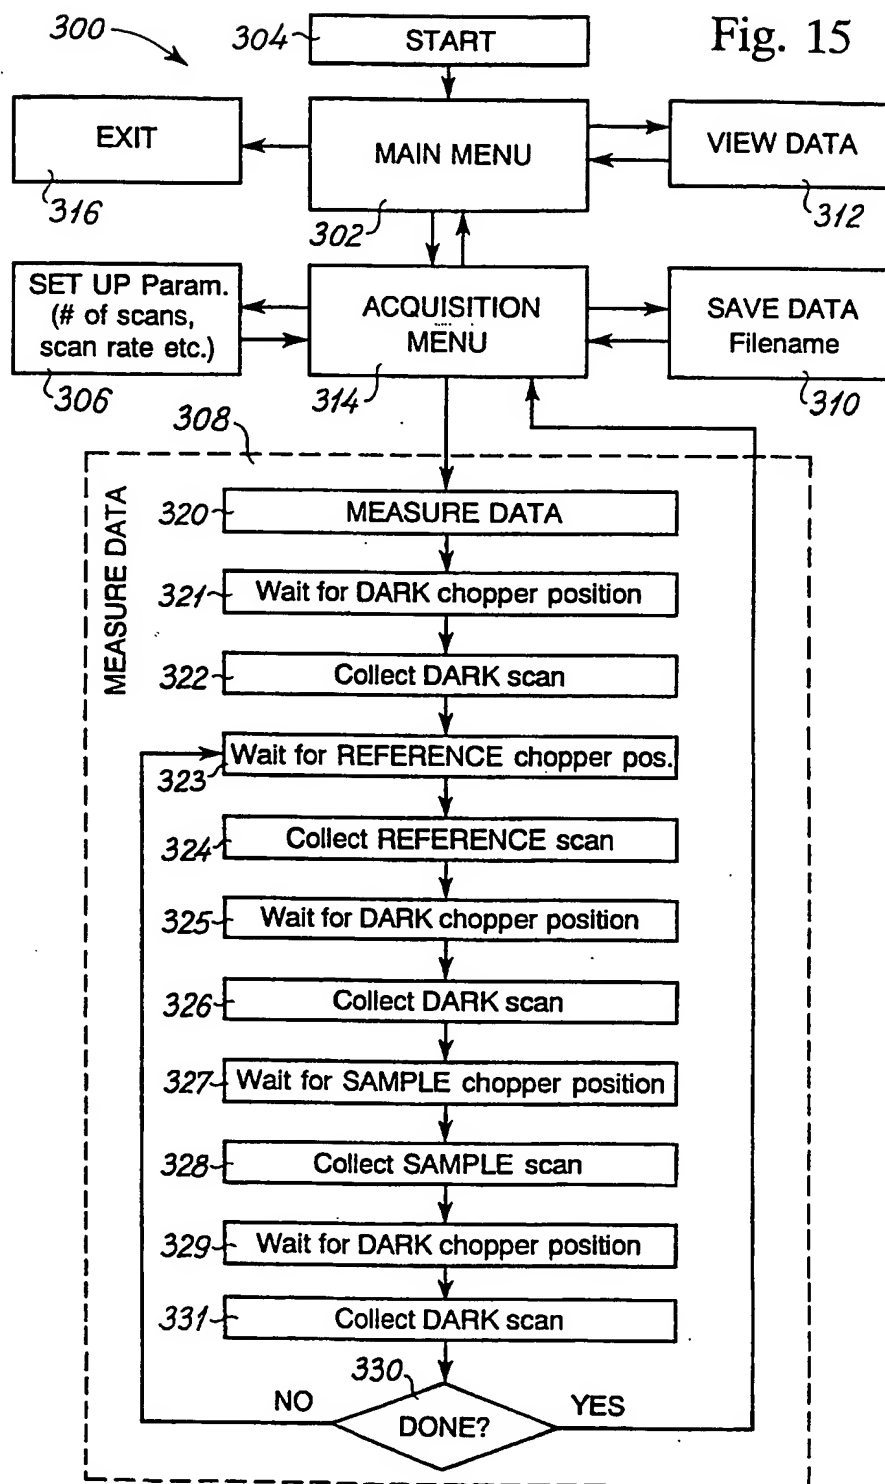 300
304
START
Fig. 15
EXIT
316
MAIN MENU
302
VIEW DATA
312
SET UP Param.
(# of scans,
scan rate etc.)
306
ACQUISITION
MENU
314
SAVE DATA
Filename
310
308
MEASURE DATA
320
MEASURE DATA
321
Wait for DARK chopper position
322
Collect DARK scan
323
Wait for REFERENCE chopper pos.
324
Collect REFERENCE scan
325
Wait for DARK chopper position
326
Collect DARK scan
327
Wait for SAMPLE chopper position
328
Collect SAMPLE scan
329
Wait for DARK chopper position
331
Collect DARK scan
330
NO
DONE?
YES